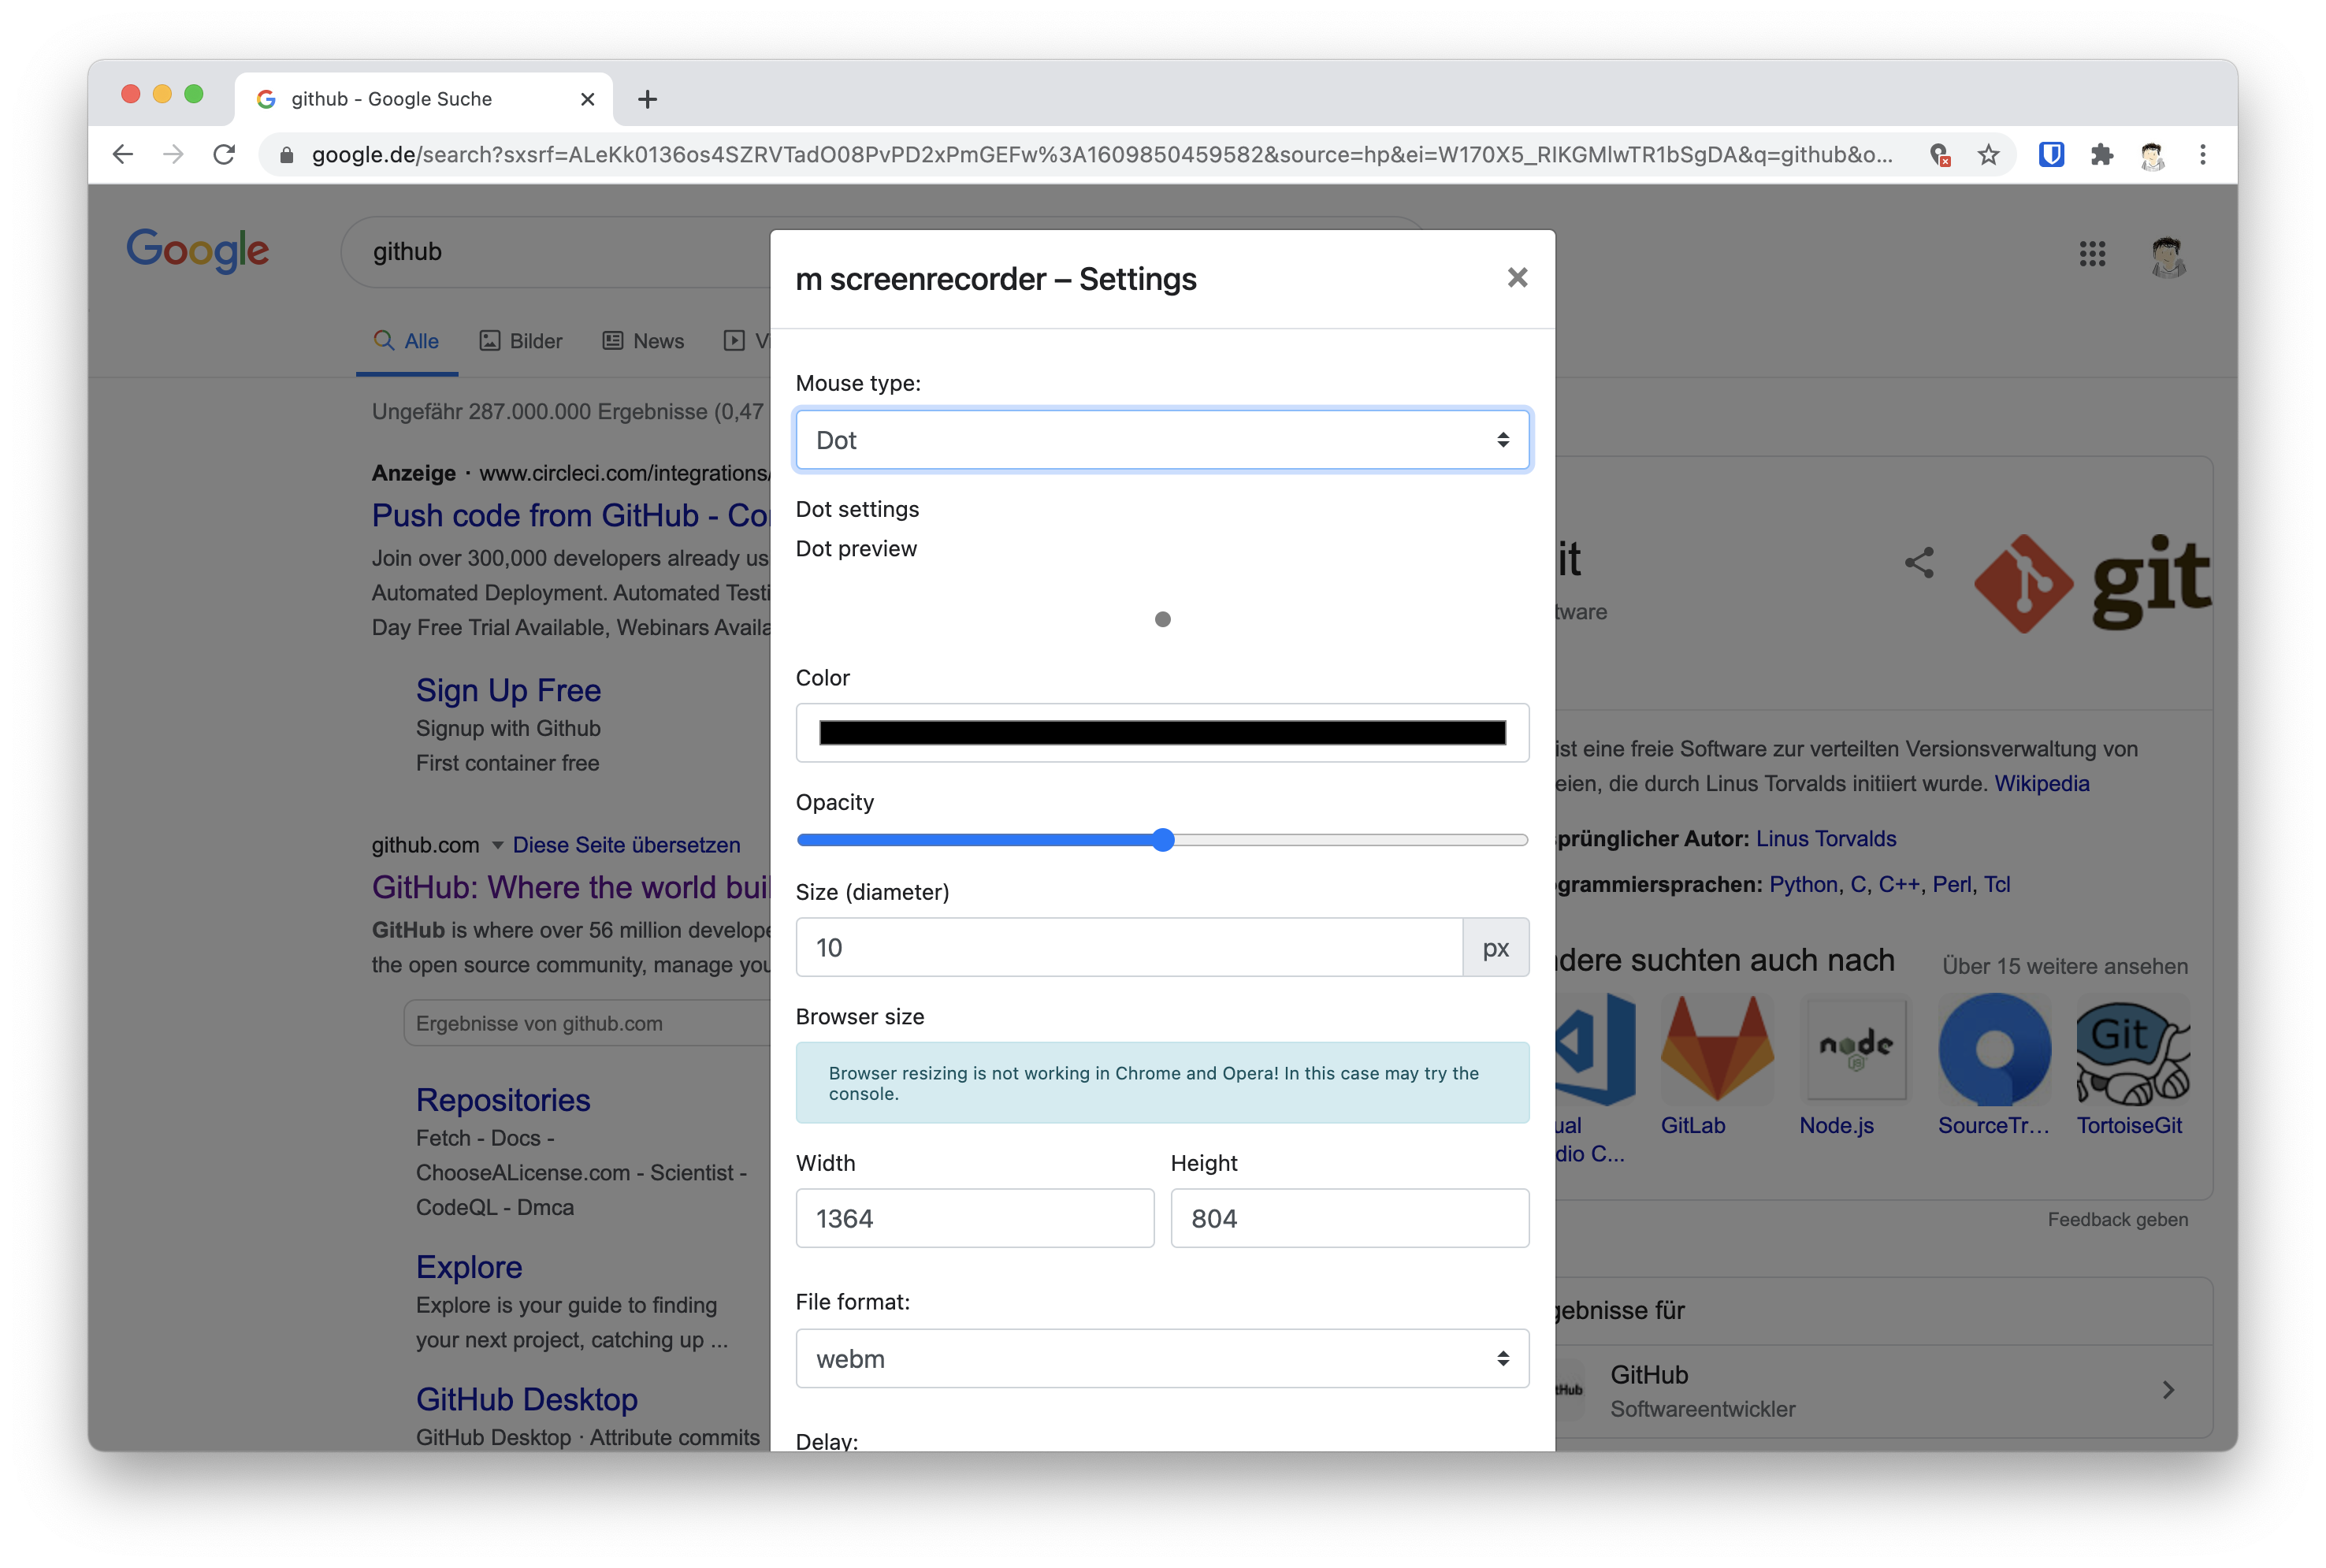 github - Google Suche
google.de/search?sxsrf=ALeKk0136os4SZRVTadO08PvPD2xPmGEFw%3A1609850459582&source=hp&ei=W170X5_RIKGMlwTR1bSgDA&q=github&o...
Google
github
Alle
Bilder
News
Ungefähr 287.000.000 Ergebnisse (0,47
Anzeige · www.circleci.com/integrations/
Push code from GitHub -
Join over 300,000 developers already us
Automated Deployment. Automated Testi
Day Free Trial Available, Webinars Availa
Sign Up Free
Signup with Github
First container free
github.com
Diese Seite übersetzen
GitHub: Where the world buil
GitHub is where over 56 million develope
the open source community, manage you
Ergebnisse von github.com
Repositories
Fetch - Docs -
ChooseALicense.com - Scientist -
CodeQL - Dmca
Explore
Explore is your guide to finding
your next project, catching up ...
GitHub Desktop
GitHub Desktop · Attribute commits
m screenrecorder – Settings
Mouse type:
Dot
Dot settings
Dot preview
Color
Opacity
Size (diameter)
10
px
Browser size
Browser resizing is not working in Chrome and Opera! In this case may try the
console.
Width
Height
1364
804
File format:
webm
Delay:
it
tware
git
ist eine freie Software zur verteilten Versionsverwaltung von
eien, die durch Linus Torvalds initiiert wurde. Wikipedia
prünglicher Autor: Linus Torvalds
grammiersprachen: Python, C, C++, Perl, Tcl
dere suchten auch nach
Über 15 weitere ansehen
node
JS
Git
ual
dio C...
GitLab
Node.js
SourceTr...
TortoiseGit
Feedback geben
gebnisse für
GitHub
Softwareentwickler